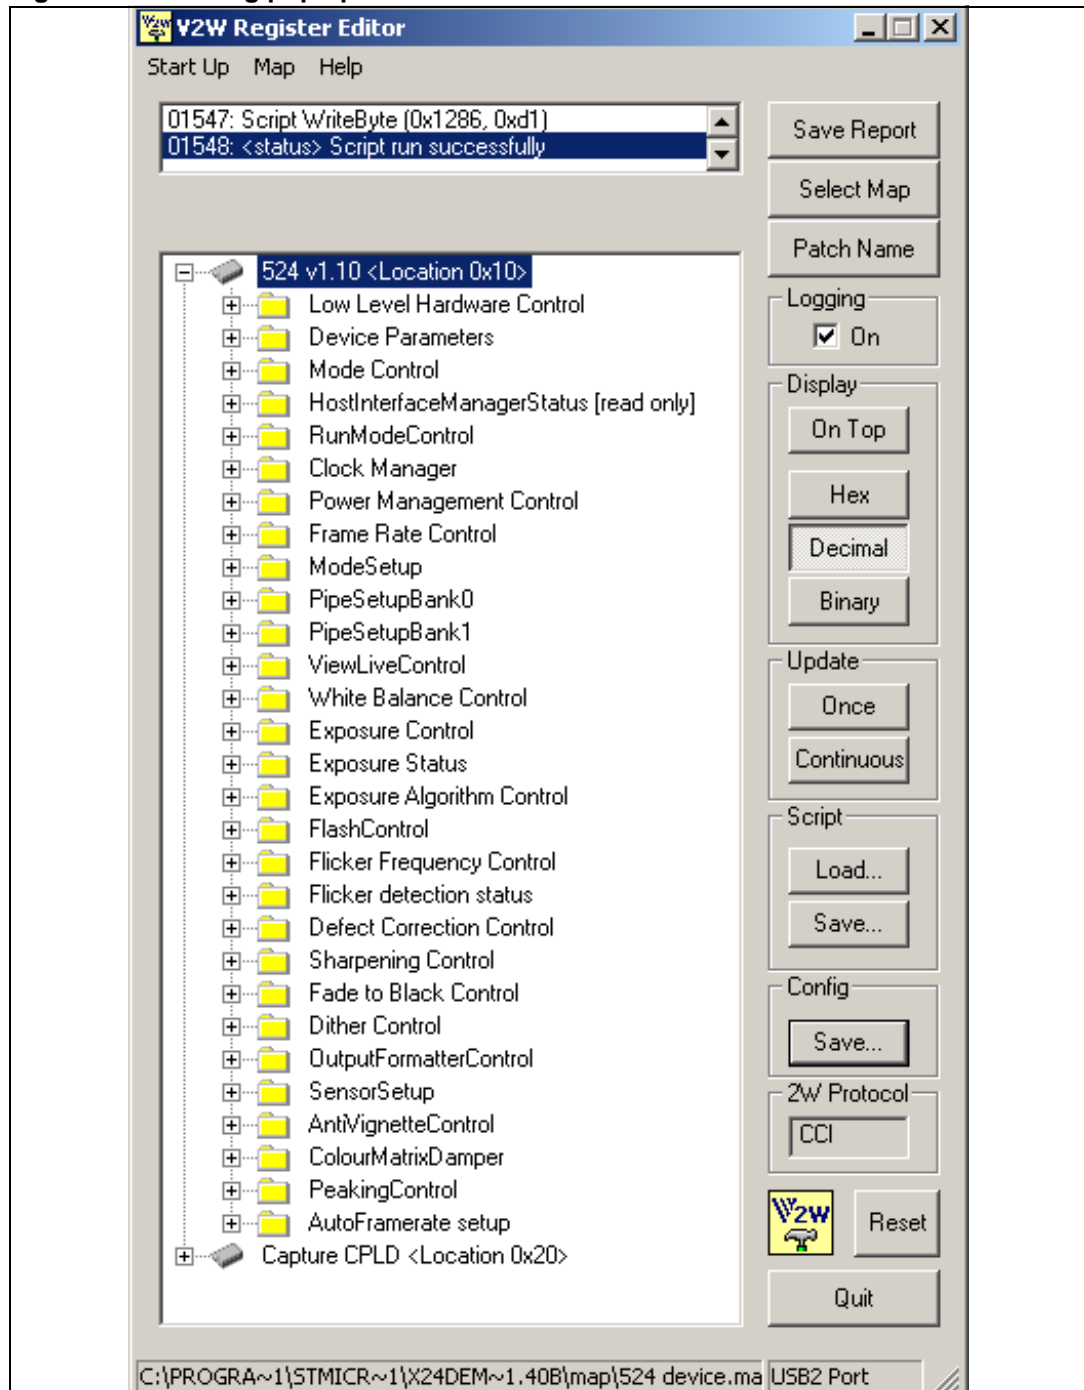 V2W Register Editor
Start Up Map Help
01547: Script WriteByte (0x1286, 0xd1)
01548: <status> Script run successfully
Save Report
Select Map
Patch Name
524 v1.10 <Location 0x10>
Low Level Hardware Control
Device Parameters
Mode Control
HostInterfaceManagerStatus [read only]
RunModeControl
Clock Manager
Power Management Control
Frame Rate Control
ModeSetup
PipeSetupBank0
PipeSetupBank1
ViewLiveControl
White Balance Control
Exposure Control
Exposure Status
Exposure Algorithm Control
FlashControl
Flicker Frequency Control
Flicker detection status
Defect Correction Control
Sharpening Control
Fade to Black Control
Dither Control
OutputFormatterControl
SensorSetup
AntiVignetteControl
ColourMatrixDamper
PeakingControl
AutoFramerate setup
Capture CPLD <Location 0x20>
Logging
On
Display
On Top
Hex
Decimal
Binary
Update
Once
Continuous
Script
Load...
Save...
Config
Save...
2W Protocol
CCI
V2W
Reset
Quit
C:\PROGRA~1\STMICR~1\X24DEM~1.40B\map\524 device.ma
USB2 Port